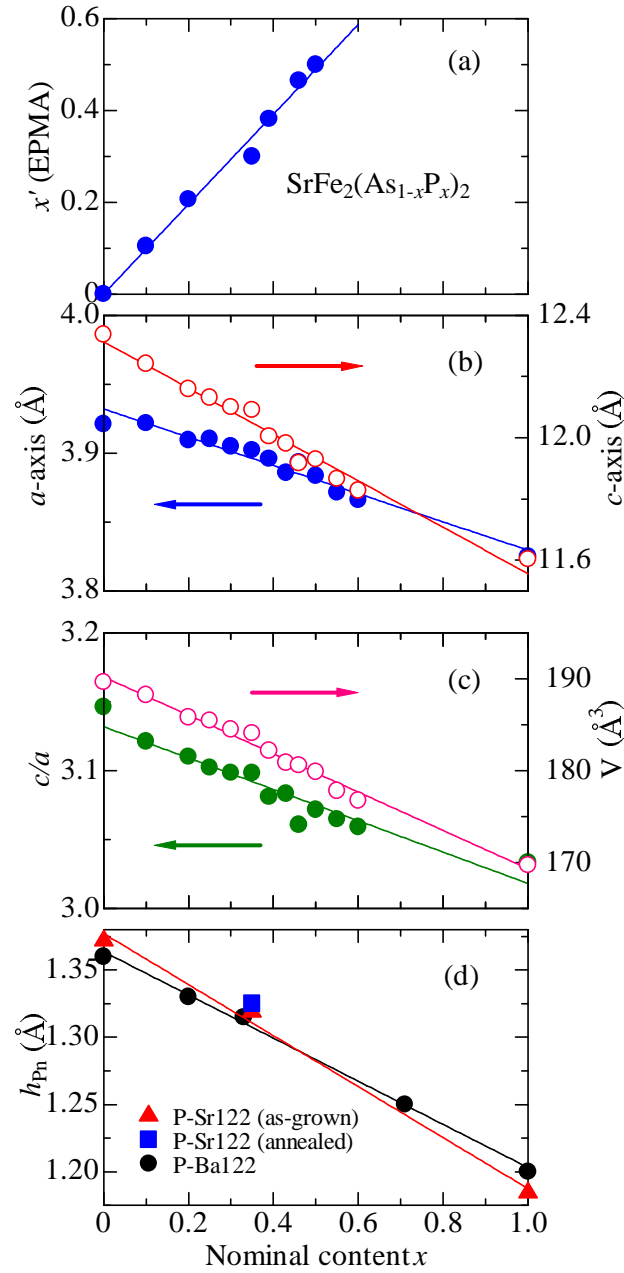 0.6
(a)
x′ (EPMA)
0.4
SrFe2(As1-xPx)2
0.2
0
4.0
12.4
(b)
a-axis (Å)
c-axis (Å)
3.9
12.0
11.6
3.8
3.2
(c)
190
c/a
V (Å3)
3.1
180
170
3.0
(d)
1.35
hPn (Å)
1.30
1.25
P-Sr122 (as-grown)
P-Sr122 (annealed)
P-Ba122
1.20
0 0.2 0.4 0.6 0.8 1.0
Nominal content x